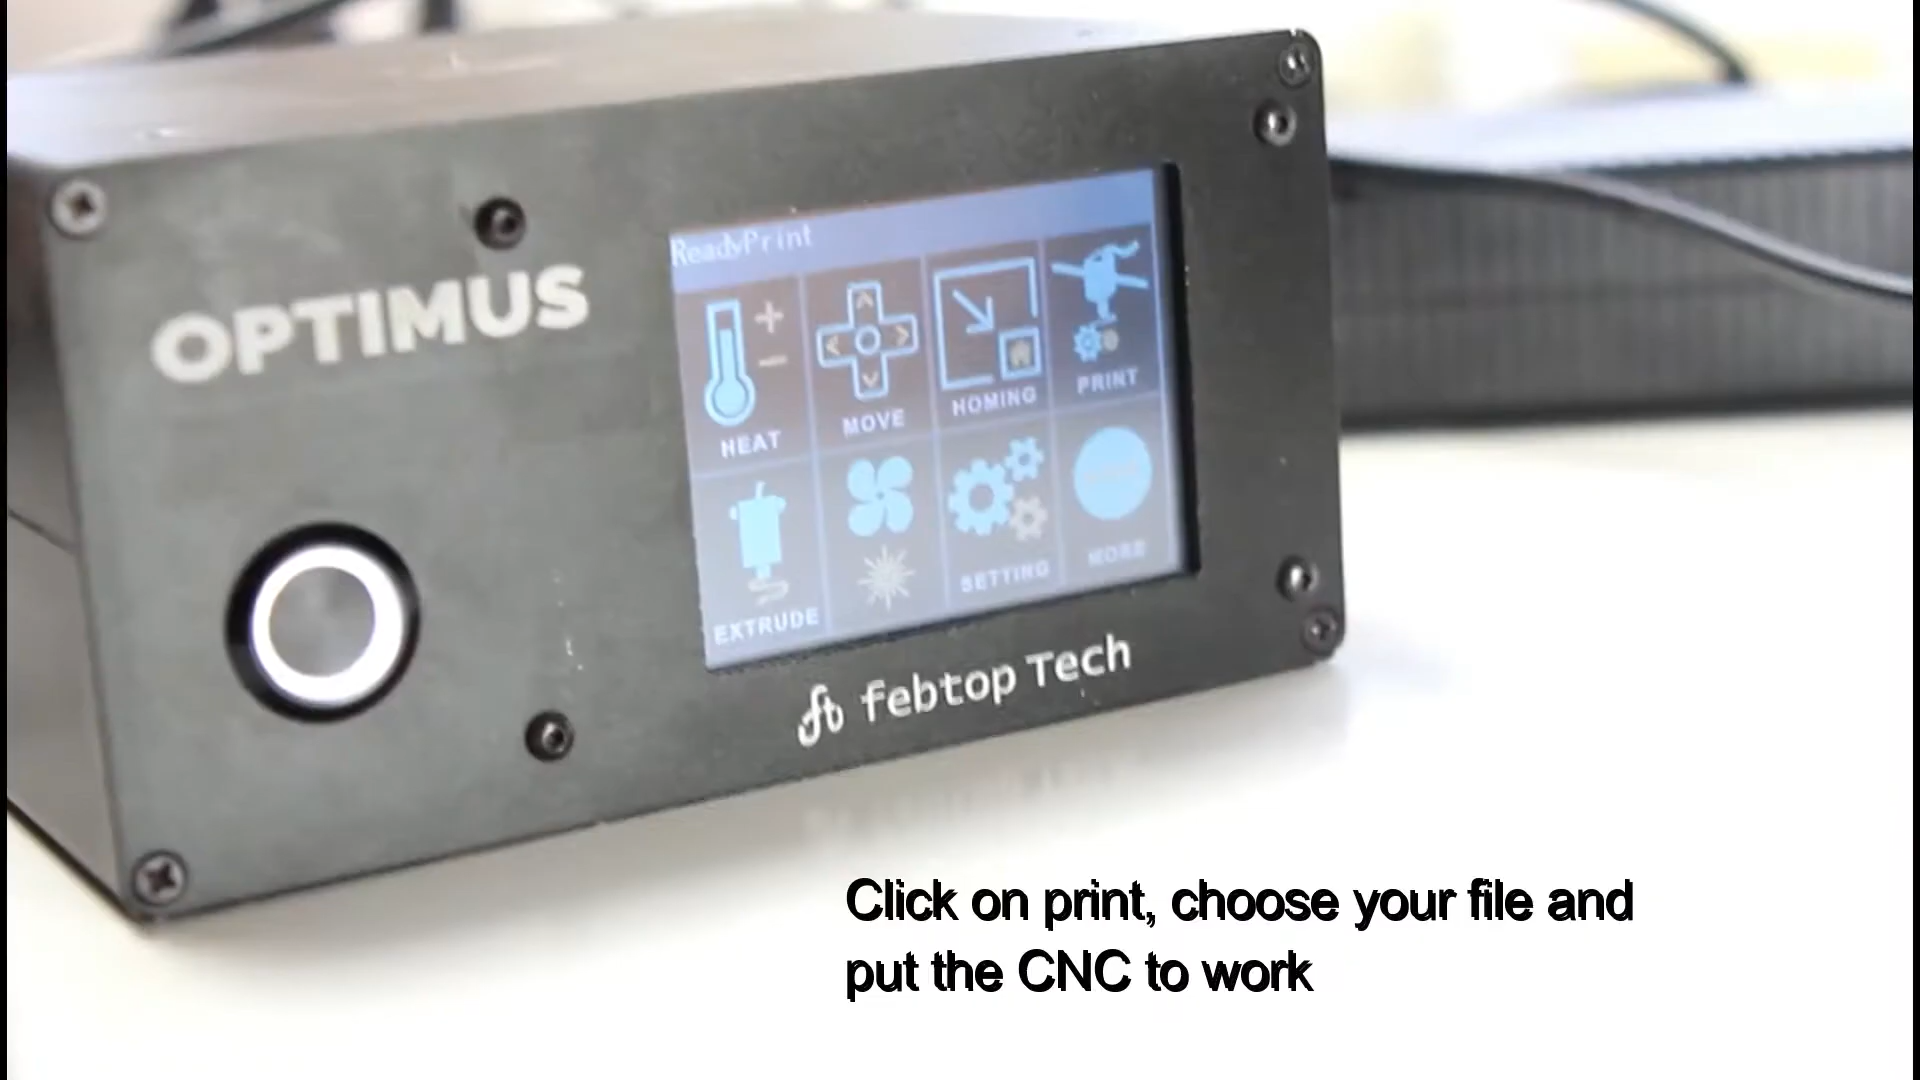 OPTIMUS
ReadyPrint
HEAT
MOVE
HOMING
PRINT
EXTRUDE
SETTING
MORE
febtop Tech
Click on print, choose your file and
put the CNC to work